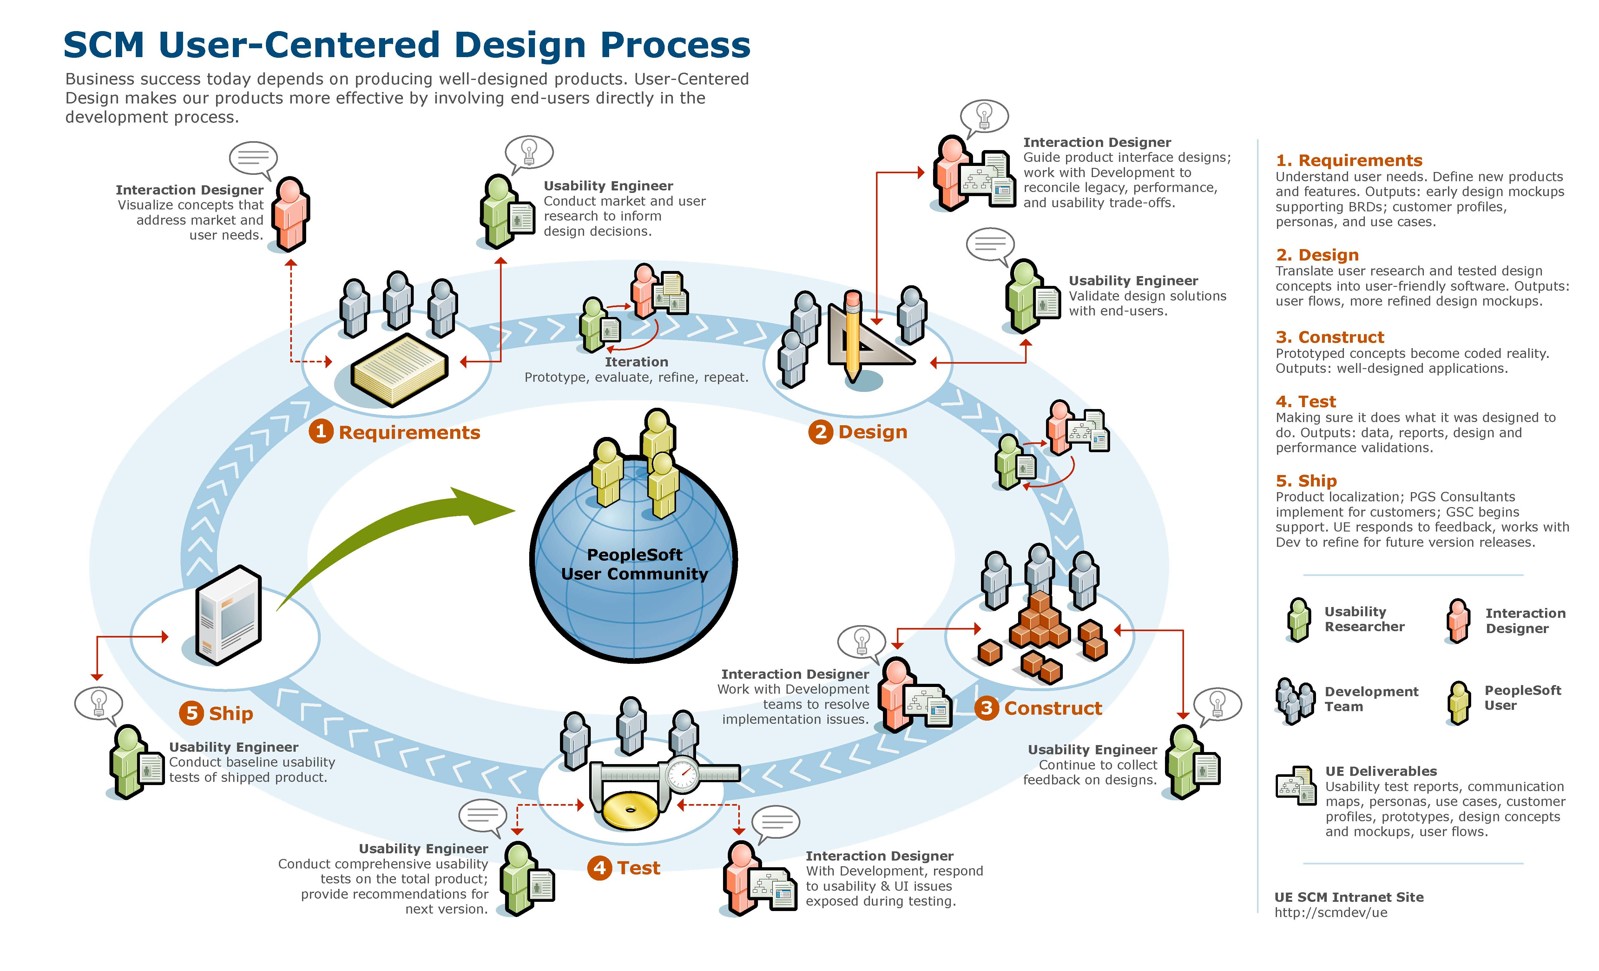 SCM User-Centered Design Process
Business success today depends on producing well-designed products. User-Centered
Design makes our products more effective by involving end-users directly in the
development process.
Interaction Designer
Visualize concepts that
address market and
user needs.
Usability Engineer
Conduct market and user
research to inform
design decisions.
Interaction Designer
Guide product interface designs;
work with Development to
reconcile legacy, performance,
and usability trade-offs.
Usability Engineer
Validate design solutions
with end-users.
Iteration
Prototype, evaluate, refine, repeat.
1 Requirements
2 Design
PeopleSoft
User Community
Interaction Designer
Work with Development
teams to resolve
implementation issues.
3 Construct
Usability Engineer
Continue to collect
feedback on designs.
5 Ship
Usability Engineer
Conduct baseline usability
tests of shipped product.
Usability Engineer
Conduct comprehensive usability
tests on the total product;
provide recommendations for
next version.
4 Test
Interaction Designer
With Development, respond
to usability & UI issues
exposed during testing.
1. Requirements
Understand user needs. Define new products
and features. Outputs: early design mockups
supporting BRDs; customer profiles,
personas, and use cases.
2. Design
Translate user research and tested design
concepts into user-friendly software. Outputs:
user flows, more refined design mockups.
3. Construct
Prototyped concepts become coded reality.
Outputs: well-designed applications.
4. Test
Making sure it does what it was designed to
do. Outputs: data, reports, design and
performance validations.
5. Ship
Product localization; PGS Consultants
implement for customers; GSC begins
support. UE responds to feedback, works with
Dev to refine for future version releases.
Usability
Researcher
Interaction
Designer
Development
Team
PeopleSoft
User
UE Deliverables
Usability test reports, communication
maps, personas, use cases, customer
profiles, prototypes, design concepts
and mockups, user flows.
UE SCM Intranet Site
http://scmdev/ue